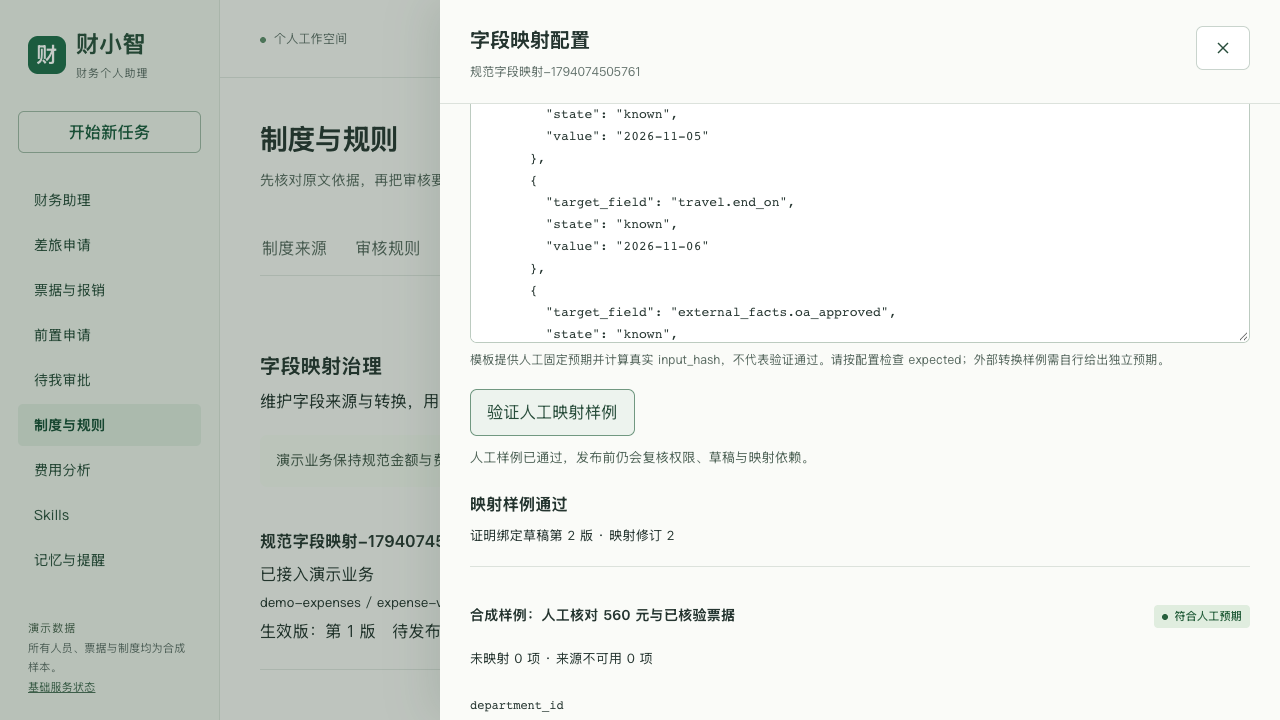 财
财小智
财务个人助理
开始新任务
财务助理
差旅申请
票据与报销
前置申请
待我审批
制度与规则
费用分析
Skills
记忆与提醒
演示数据
所有人员、票据与制度均为合成
样本。
基础服务状态
个人工作空间
制度与规则
先核对原文依据，再把审核要
制度来源
审核规则
字段映射治理
维护字段来源与转换，用
演示业务保持规范金额与费
规范字段映射-17940745
已接入演示业务
demo-expenses / expense-v
生效版：第 1 版 待发布
字段映射配置
规范字段映射-1794074505761
×
"state": "known",
"value": "2026-11-05"
},
{
"target_field": "travel.end_on",
"state": "known",
"value": "2026-11-06"
},
{
"target_field": "external_facts.oa_approved",
"state": "known",
模板提供人工固定预期并计算真实 input_hash，不代表验证通过。请按配置检查 expected；外部转换样例需自行给出独立预期。
验证人工映射样例
人工样例已通过，发布前仍会复核权限、草稿与映射依赖。
映射样例通过
证明绑定草稿第 2 版 · 映射修订 2
合成样例：人工核对 560 元与已核验票据
符合人工预期
未映射 0 项 · 来源不可用 0 项
department_id